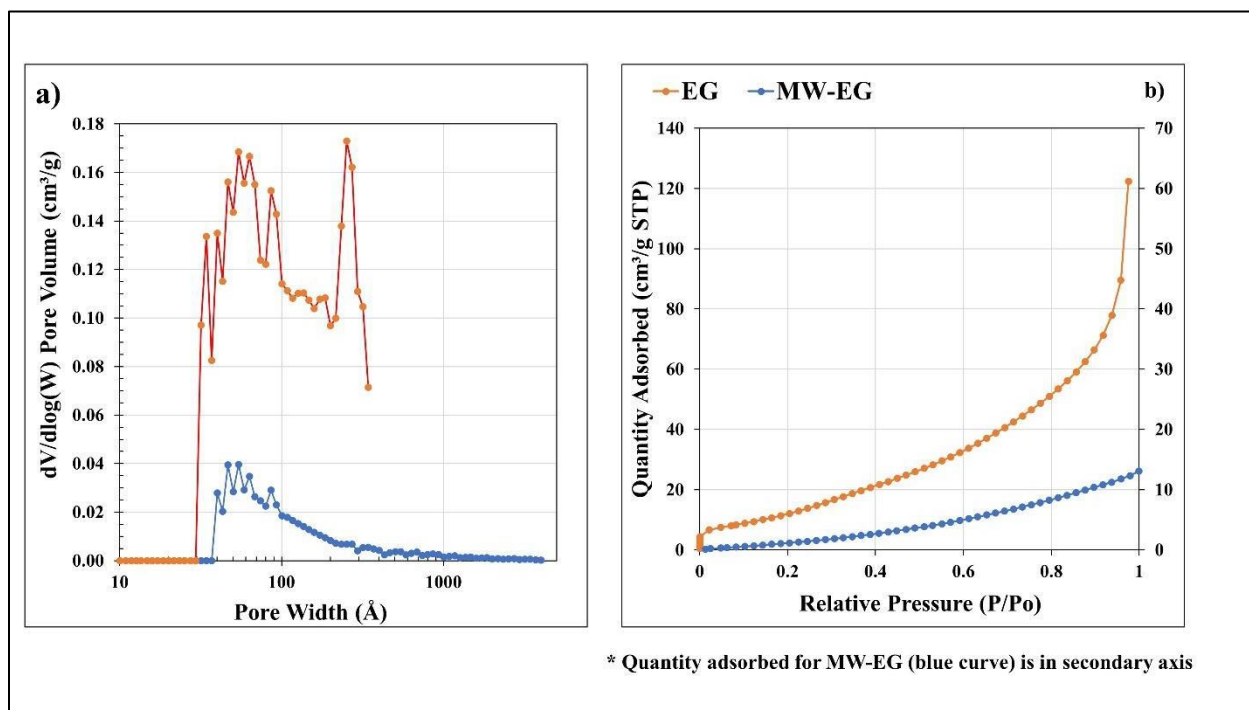 a)
dV/dlog(W) Pore Volume (cm³/g)
0.18
0.16
0.14
0.12
0.10
0.08
0.06
0.04
0.02
0.00
10 100 1000
Pore Width (Å)
EG MW-EG b)
Quantity Adsorbed (cm³/g STP)
140 70
120 60
100 50
80 40
60 30
40 20
20 10
0 0
0 0.2 0.4 0.6 0.8 1
Relative Pressure (P/Po)
* Quantity adsorbed for MW-EG (blue curve) is in secondary axis